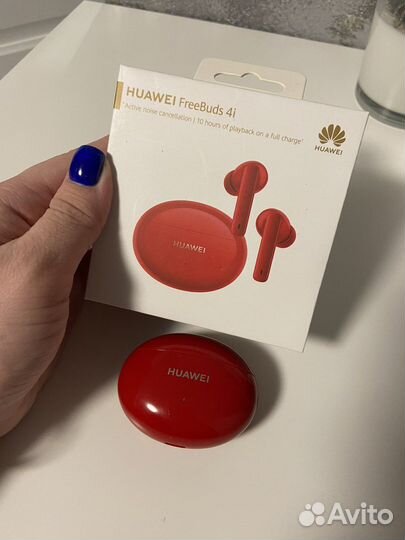 HUAWEI FreeBuds 4i
"Active noise cancellation | 10 hours of playback on a full charge"
HUAWEI
HUAWEI
HUAWEI
Avito